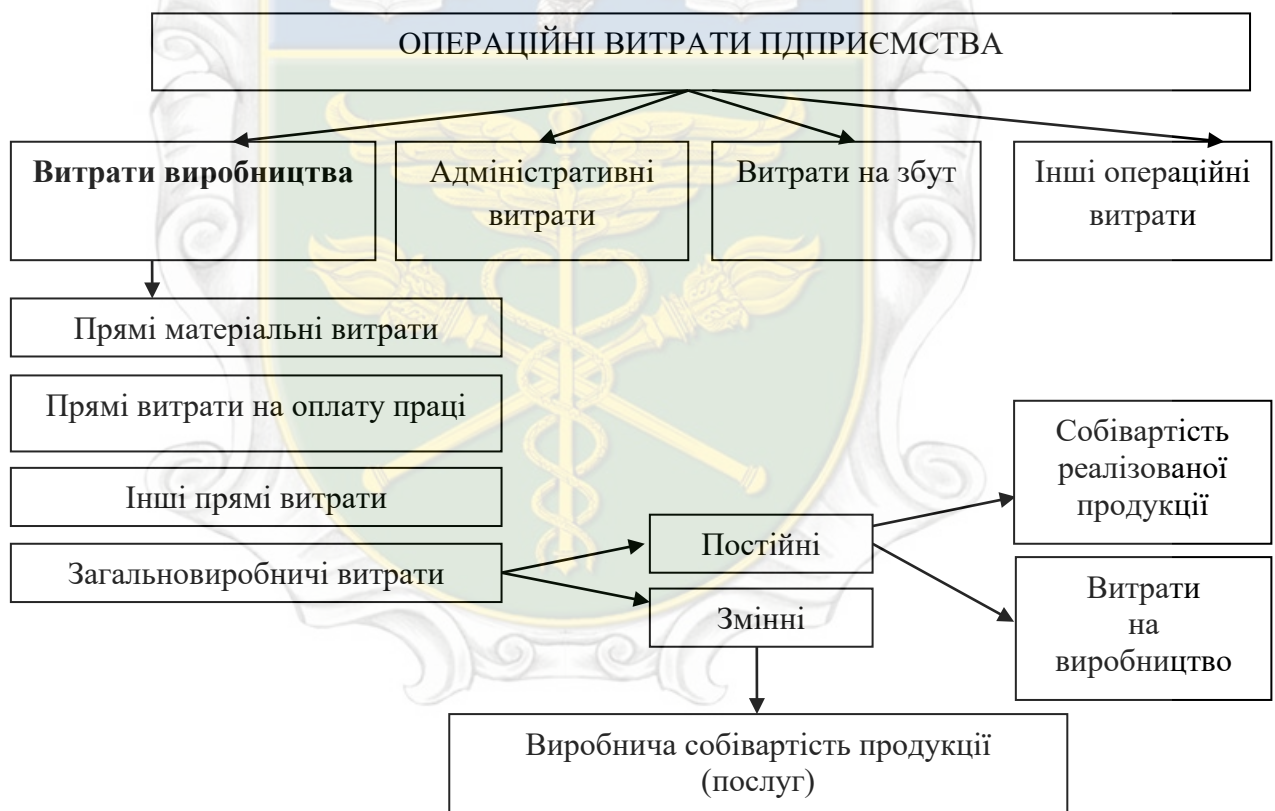 ОПЕРАЦІЙНІ ВИТРАТИ ПДПРИЄМСТВА
Витрати виробництва
Адміністративні
витрати
Витрати на збут
Інші операційні
витрати
Прямі матеріальні витрати
Прямі витрати на оплату праці
Інші прямі витрати
Загальновиробничі витрати
Постійні
Змінні
Собівартість
реалізованої
продукції
Витрати
на
виробництво
Виробнича собівартість продукції
(послуг)